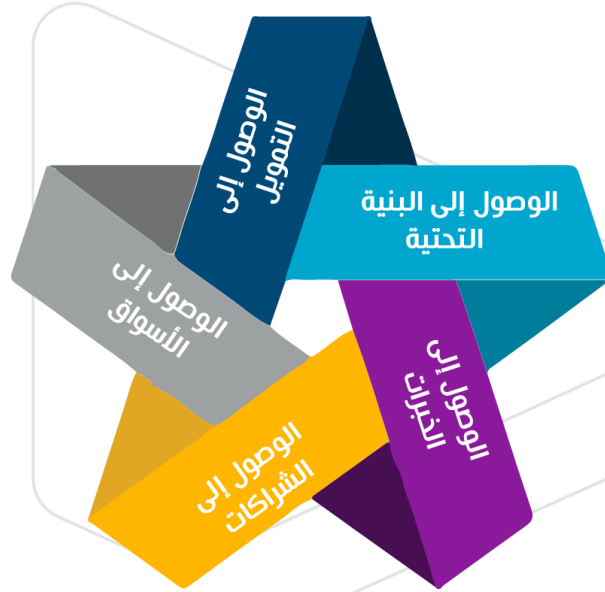 الوصول إلى
التمويل
الوصول إلى البنية
التحتية
الوصول إلى
الخبرات
الوصول إلى
الشراكات
الوصول إلى
الأسواق